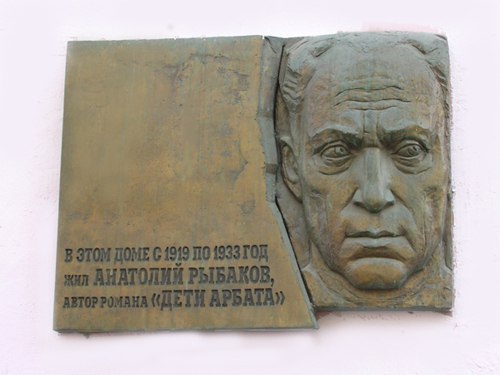 В ЭТОМ ДОМЕ С 1919 ПО 1933 ГОД
ЖИЛ АНАТОЛИЙ РЫБАКОВ,
АВТОР РОМАНА «ДЕТИ АРБАТА»